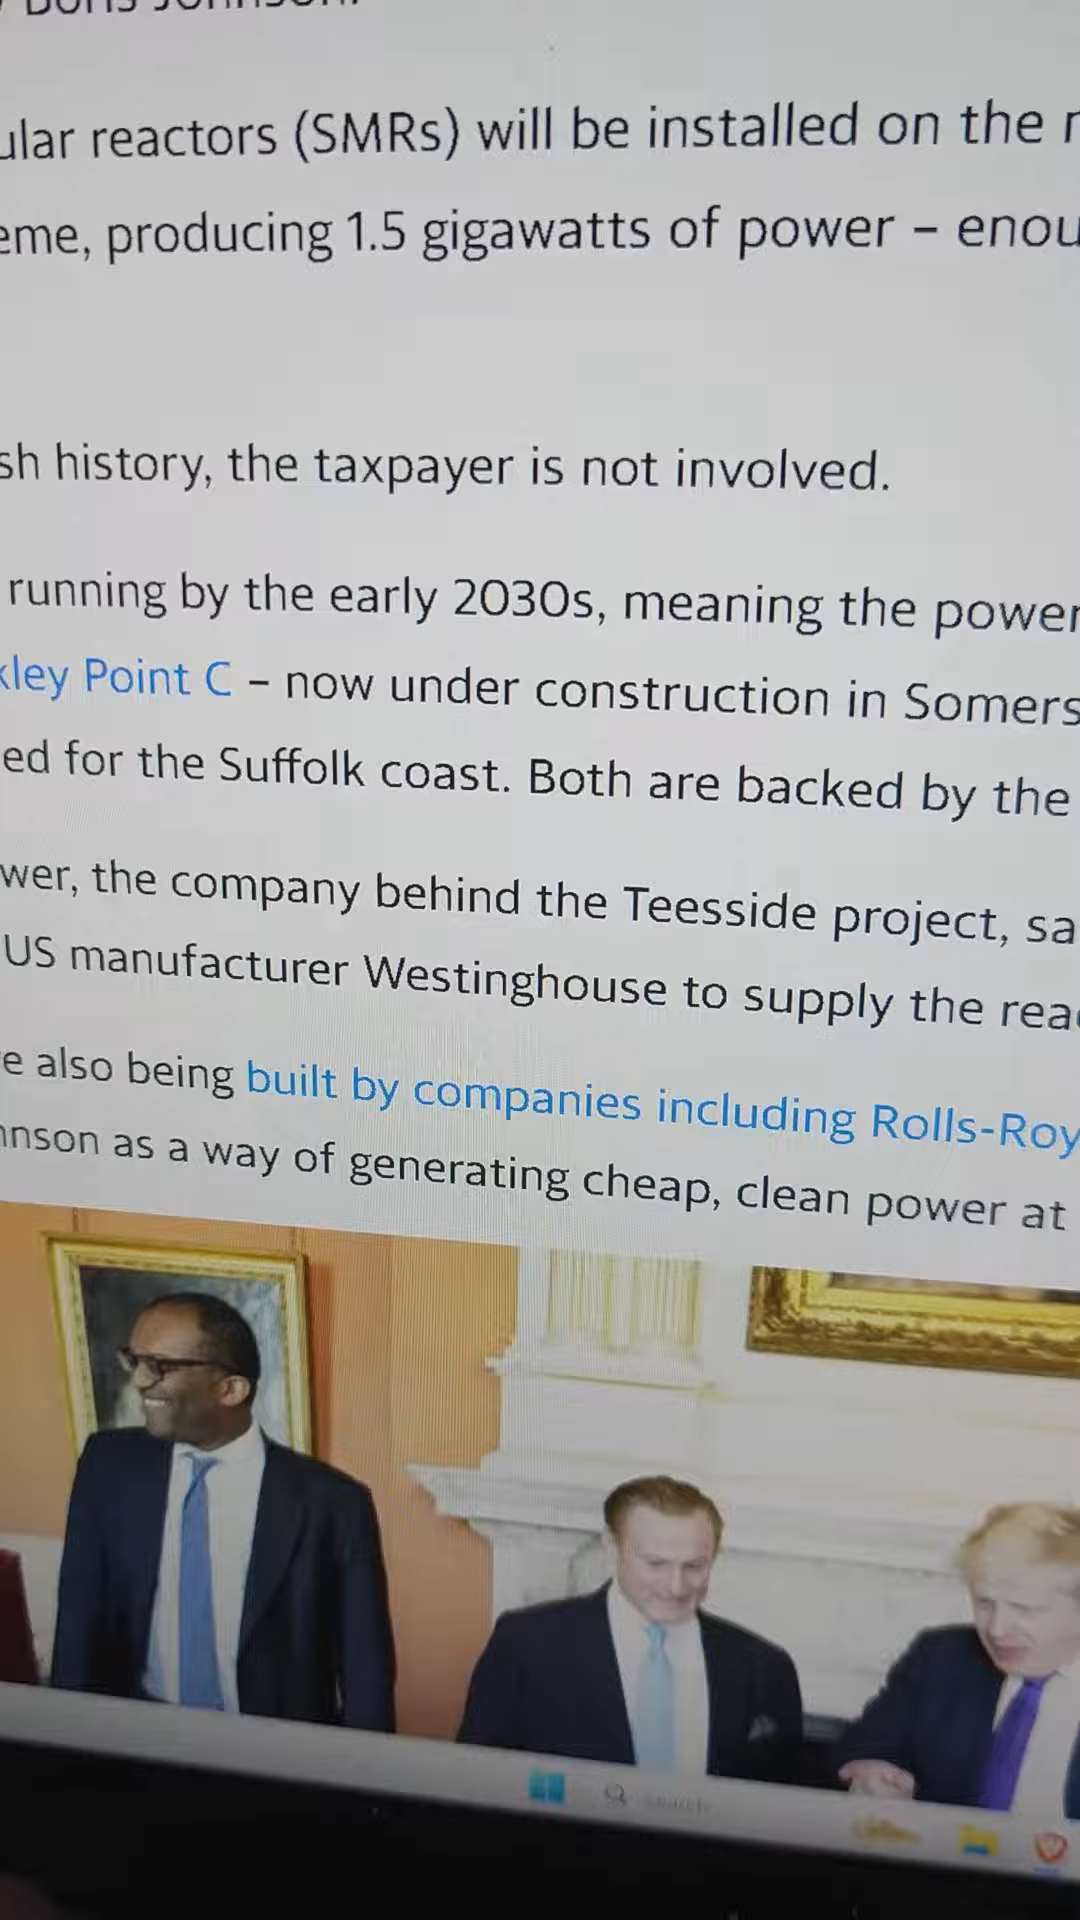 Boris Johnson.
ular reactors (SMRs) will be installed on the r
eme, producing 1.5 gigawatts of power – enou
sh history, the taxpayer is not involved.
running by the early 2030s, meaning the power
kley Point C – now under construction in Somers
ed for the Suffolk coast. Both are backed by the
wer, the company behind the Teesside project, sa
US manufacturer Westinghouse to supply the rea
e also being built by companies including Rolls-Roy
hnson as a way of generating cheap, clean power at
Search